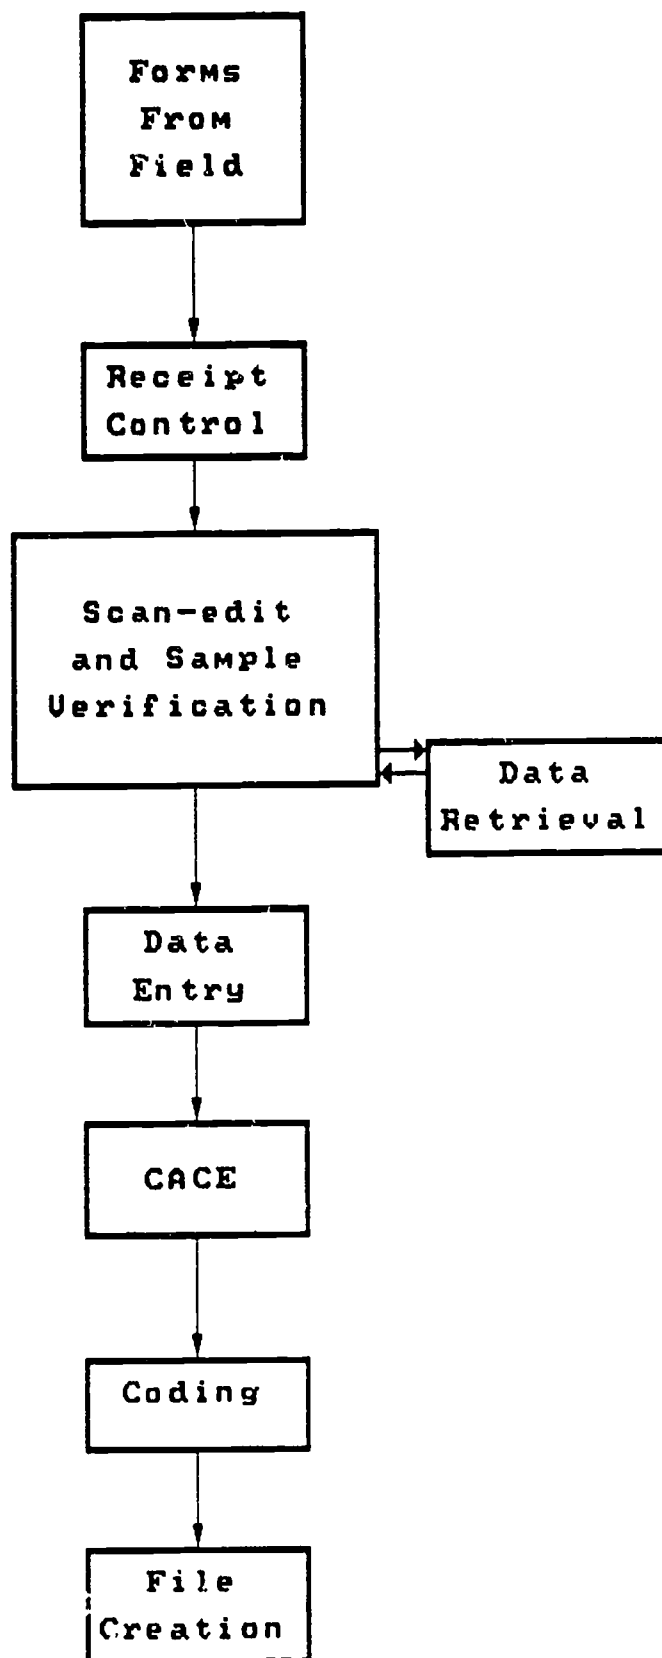 Forms
From
Field
Receipt
Control
Scan-edit
and Sample
Verification
Data
Retrieval
Data
Entry
CACE
Coding
File
Creation